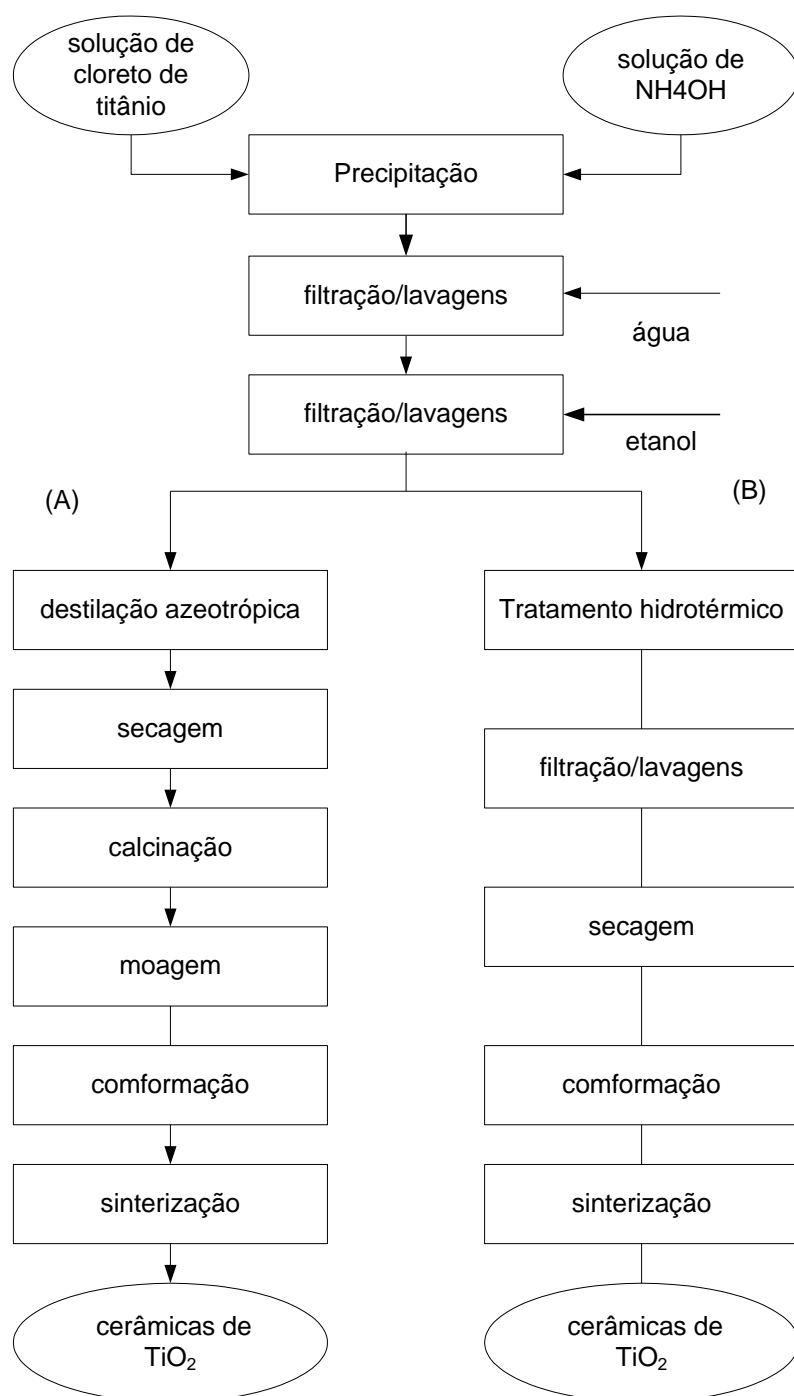 solução de
cloreto de
titânio
solução de
NH4OH
Precipitação
filtração/lavagens
água
filtração/lavagens
etanol
(A)
(B)
destilação azeotrópica
secagem
calcinação
moagem
comformação
sinterização
cerâmicas de
TiO₂
Tratamento hidrotérmico
filtração/lavagens
secagem
comformação
sinterização
cerâmicas de
TiO₂